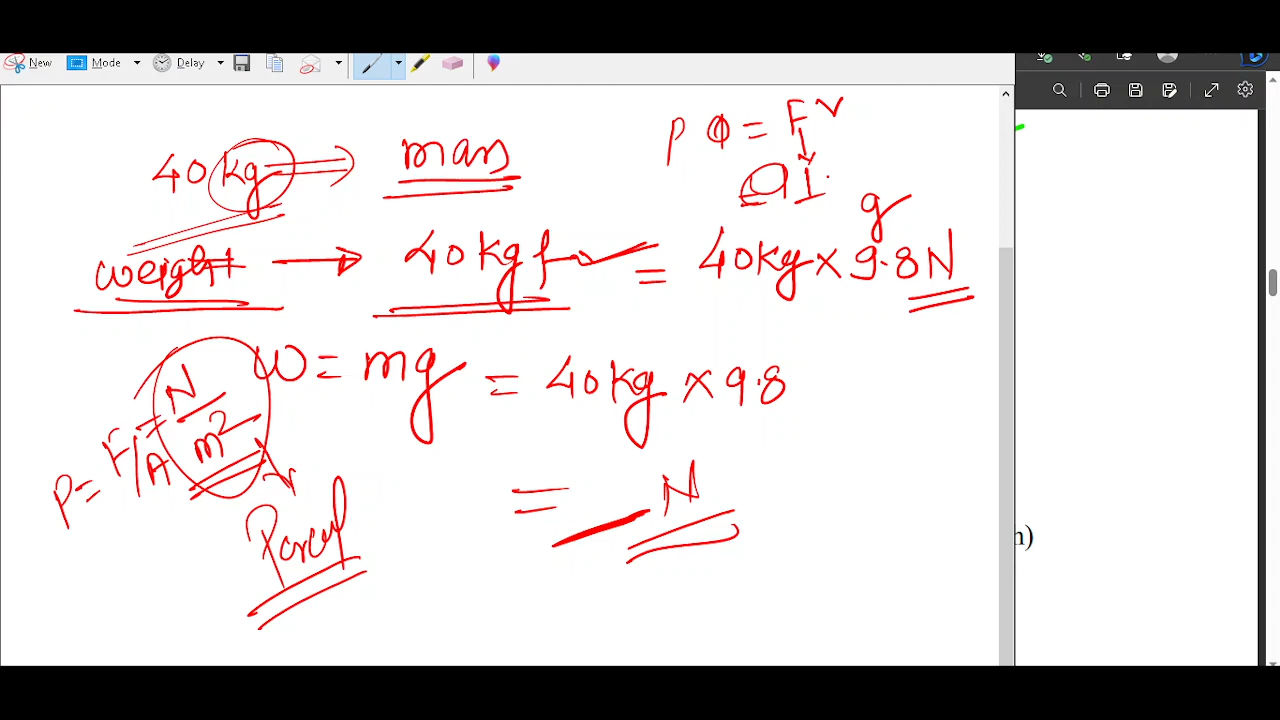 New Mode Delay
40 kg ⇒ mass
P Φ = F v
g
weight → 40 kgf = 40 kg × 9.8 N
w = mg = 40 kg × 9.8
P = F/A = N/m²
= N
n)